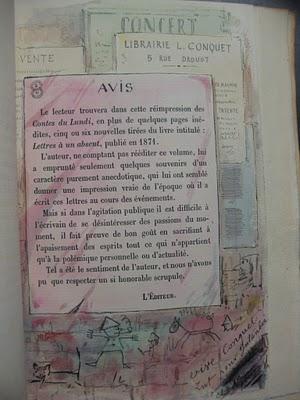 CONCERT
LIBRAIRIE L. CONQUET
5 RUE DROUOT
VENTE
8
AVIS
Le lecteur trouvera dans cette réimpression des
Contes du Lundi, en plus de quelques pages iné-
dites, cinq ou six nouvelles tirées du livre intitulé :
Lettres à un absent, publié en 1871.
L'auteur, ne comptant pas rééditer ce volume, lui
a emprunté seulement quelques souvenirs d'un
caractère purement anecdotique, qui lui ont semblé
donner une impression vraie de l'époque où il a
écrit ces lettres au cours des événements.
Mais si dans l'agitation publique il est difficile à
l'écrivain de se désintéresser des passions du mo-
ment, il fait preuve de bon goût en sacrifiant à
l'apaisement des esprits tout ce qui n'appartient
qu'à la polémique personnelle ou d'actualité.
Tel a été le sentiment de l'auteur, et nous n'avons
pu que respecter un si honorable scrupule.
L'ÉDITEUR.
vive Conquet